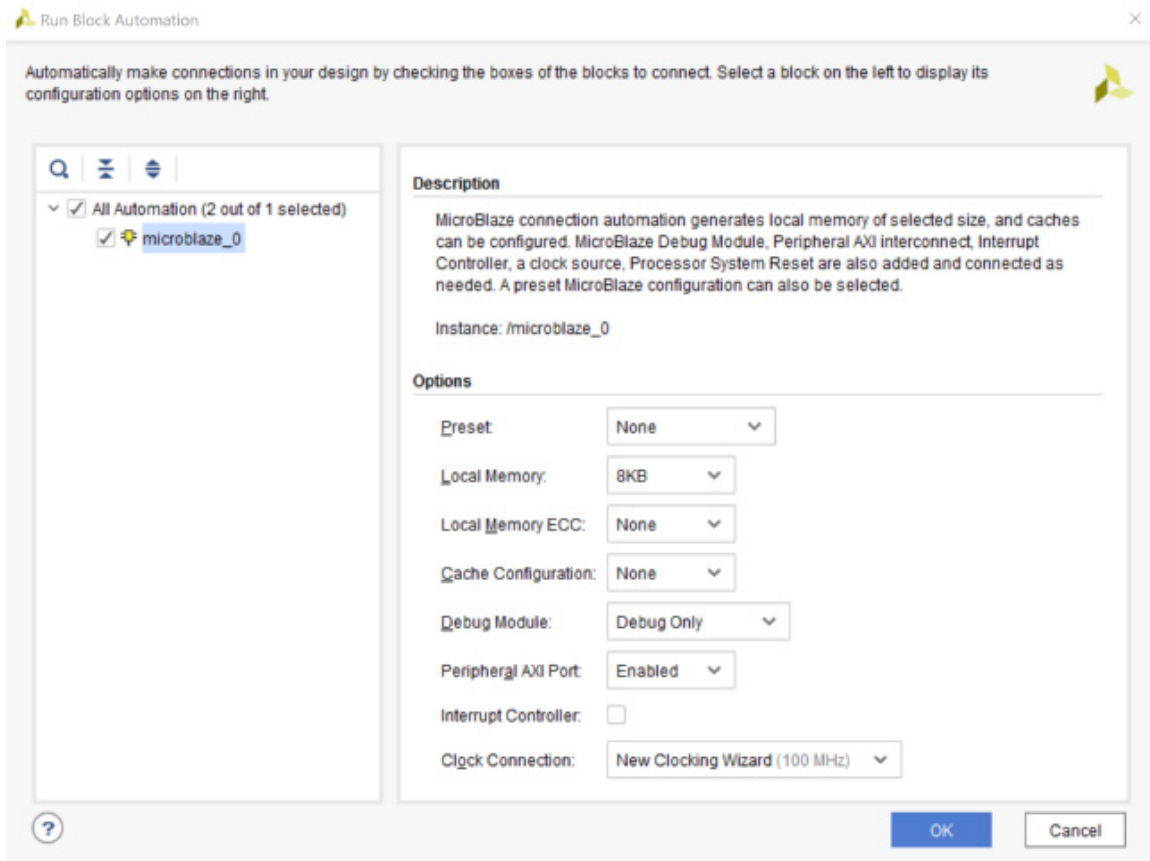 Run Block Automation
Automatically make connections in your design by checking the boxes of the blocks to connect. Select a block on the left to display its
configuration options on the right.
All Automation (2 out of 1 selected)
microblaze_0
Description
MicroBlaze connection automation generates local memory of selected size, and caches
can be configured. MicroBlaze Debug Module, Peripheral AXI interconnect, Interrupt
Controller, a clock source, Processor System Reset are also added and connected as
needed. A preset MicroBlaze configuration can also be selected.
Instance: /microblaze_0
Options
Preset: None
Local Memory: 8KB
Local Memory ECC: None
Cache Configuration: None
Debug Module: Debug Only
Peripheral AXI Port: Enabled
Interrupt Controller:
Clock Connection: New Clocking Wizard (100 MHz)
?
OK
Cancel